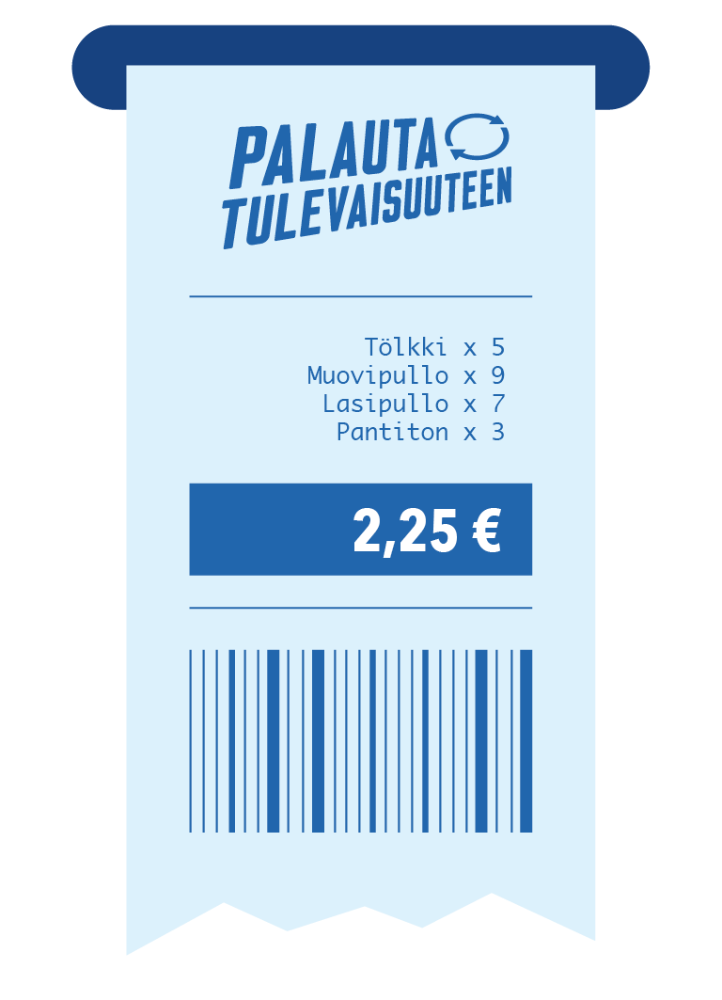 PALAUTA
TULEVAISUUTEEN
Tölkki x 5
Muovipullo x 9
Lasipullo x 7
Pantiton x 3
2,25 €